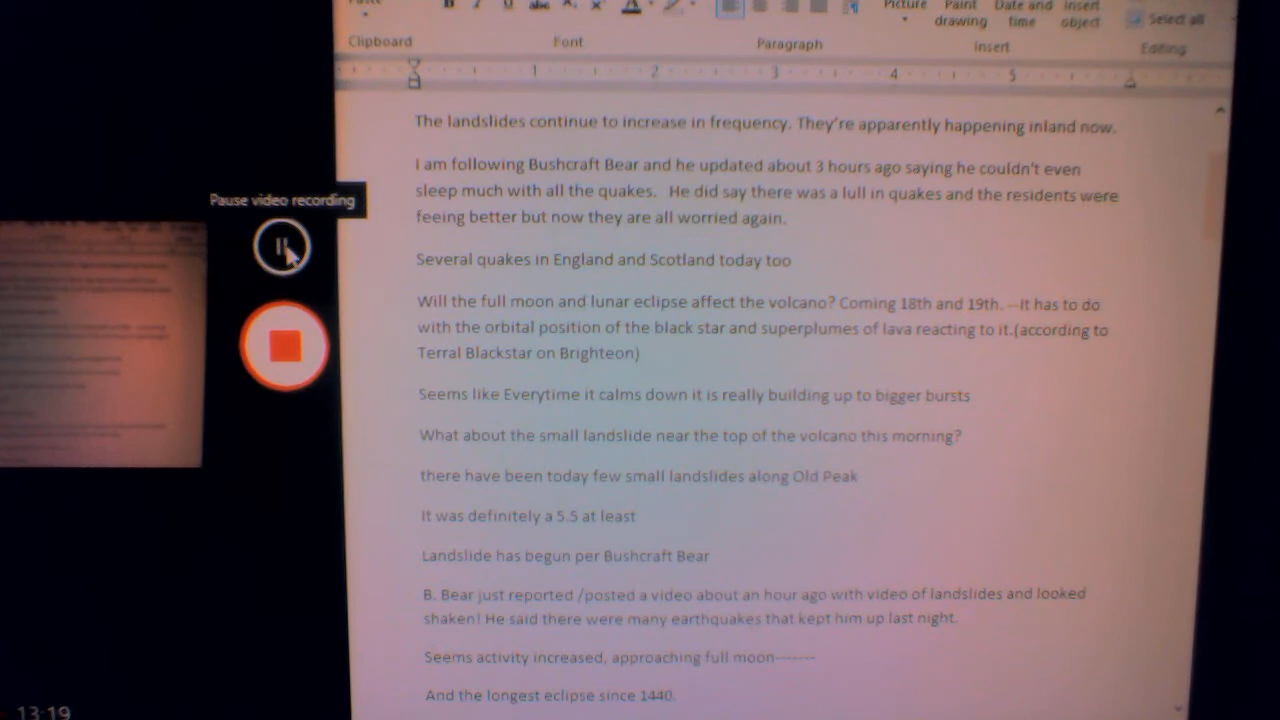 Picture Paint Date and Insert
drawing time object Select all
Clipboard Font Paragraph Insert Editing
1 2 3 4 5
The landslides continue to increase in frequency. They're apparently happening inland now.
I am following Bushcraft Bear and he updated about 3 hours ago saying he couldn't even
sleep much with all the quakes. He did say there was a lull in quakes and the residents were
feeing better but now they are all worried again.
Pause video recording
Several quakes in England and Scotland today too
Will the full moon and lunar eclipse affect the volcano? Coming 18th and 19th. --It has to do
with the orbital position of the black star and superplumes of lava reacting to it.(according to
Terral Blackstar on Brighteon)
Seems like Everytime it calms down it is really building up to bigger bursts
What about the small landslide near the top of the volcano this morning?
there have been today few small landslides along Old Peak
It was definitely a 5.5 at least
Landslide has begun per Bushcraft Bear
B. Bear just reported /posted a video about an hour ago with video of landslides and looked
shaken! He said there were many earthquakes that kept him up last night.
Seems activity increased, approaching full moon-------
And the longest eclipse since 1440.
13:19